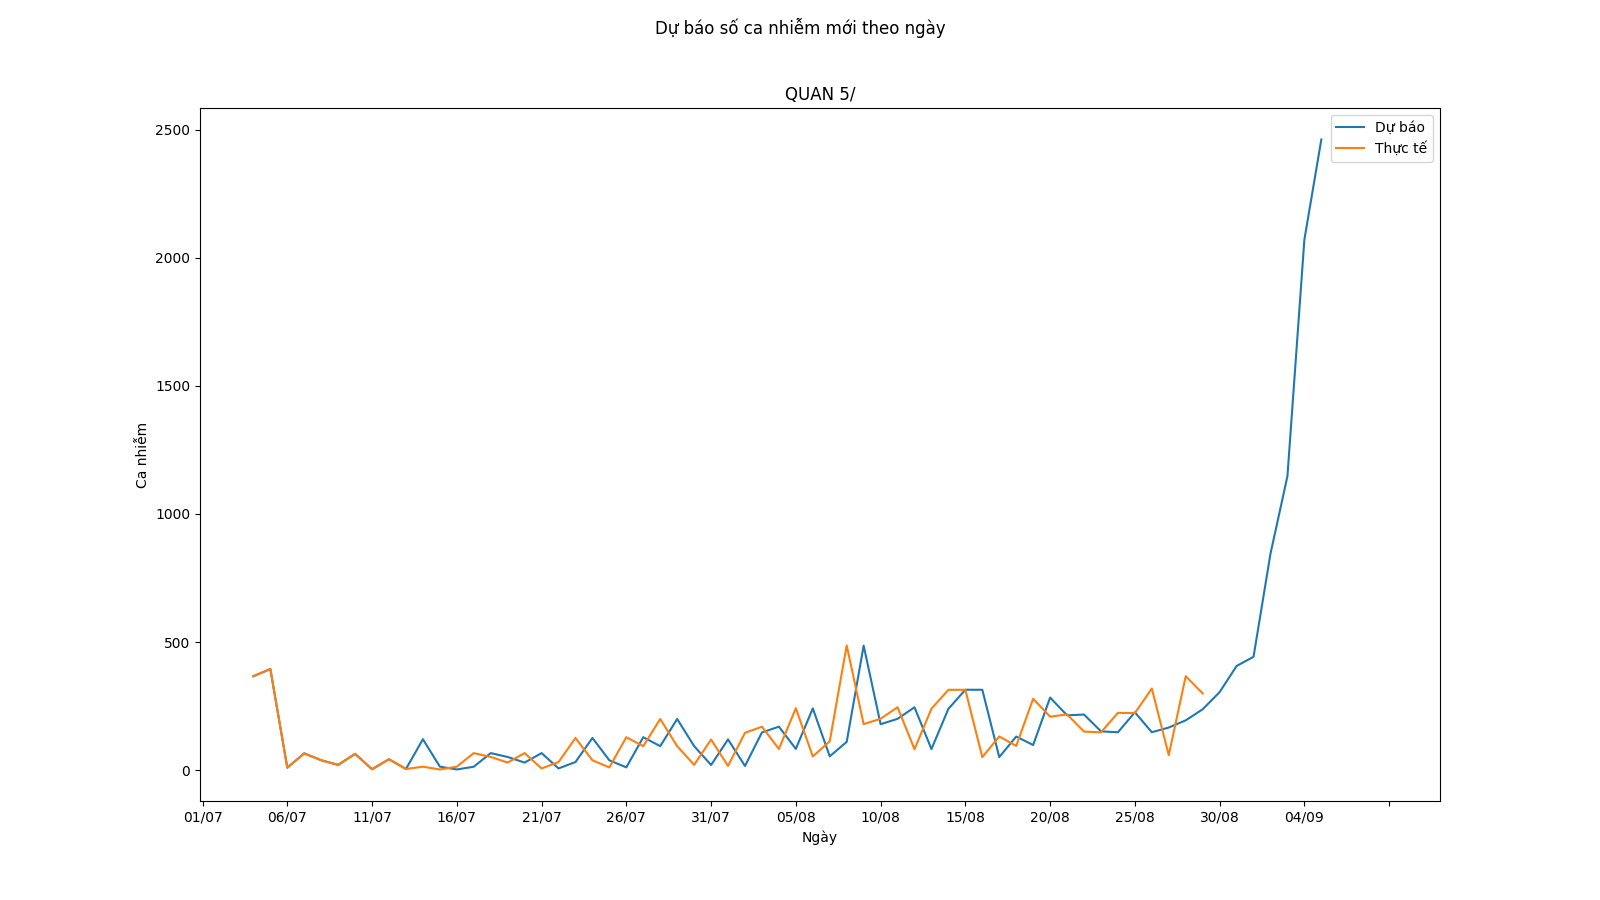 Dự báo số ca nhiễm mới theo ngày
QUAN 5/
Dự báo
Thực tế
2500
2000
1500
1000
500
0
Ca nhiễm
01/07 06/07 11/07 16/07 21/07 26/07 31/07 05/08 10/08 15/08 20/08 25/08 30/08 04/09
Ngày